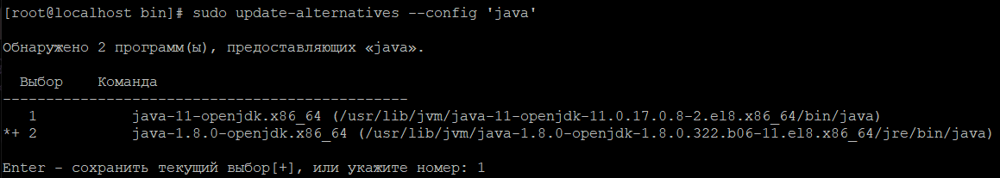 [root@localhost bin]# sudo update-alternatives --config 'java'
Обнаружено 2 программ(ы), предоставляющих «java».
Выбор    Команда
-----------------------------------------------
1           java-11-openjdk.x86_64 (/usr/lib/jvm/java-11-openjdk-11.0.17.0.8-2.el8.x86_64/bin/java)
*+ 2           java-1.8.0-openjdk.x86_64 (/usr/lib/jvm/java-1.8.0-openjdk-1.8.0.322.b06-11.el8.x86_64/jre/bin/java)
Enter - сохранить текущий выбор[+], или укажите номер: 1